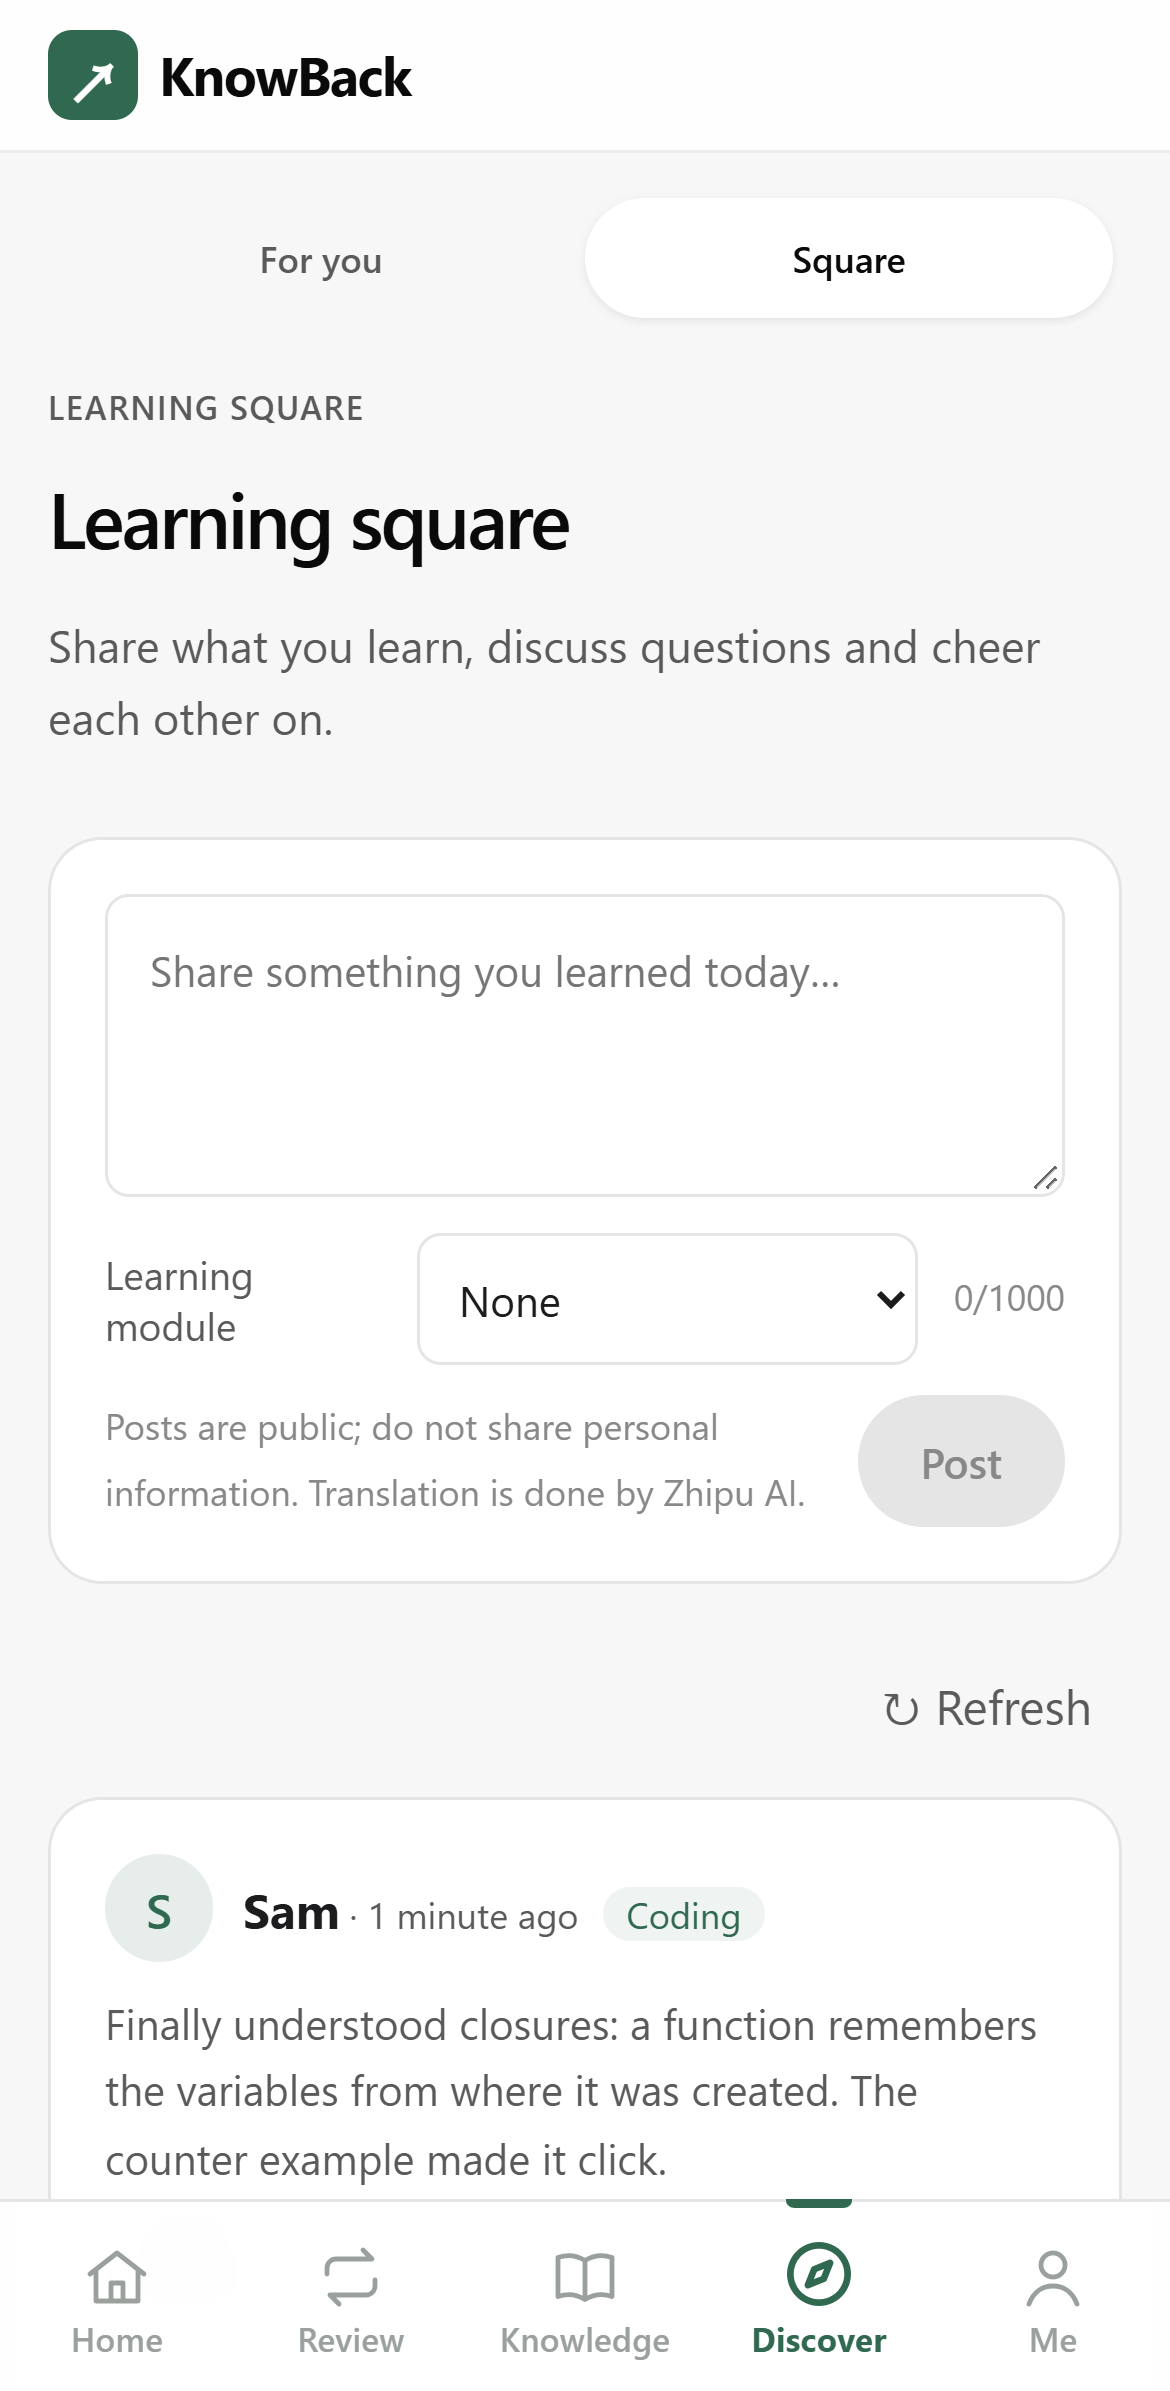 KnowBack
For you
Square
LEARNING SQUARE
Learning square
Share what you learn, discuss questions and cheer
each other on.
Share something you learned today...
Learning
module
None
0/1000
Posts are public; do not share personal
information. Translation is done by Zhipu AI.
Post
↻ Refresh
S
Sam · 1 minute ago
Coding
Finally understood closures: a function remembers
the variables from where it was created. The
counter example made it click.
Home
Review
Knowledge
Discover
Me